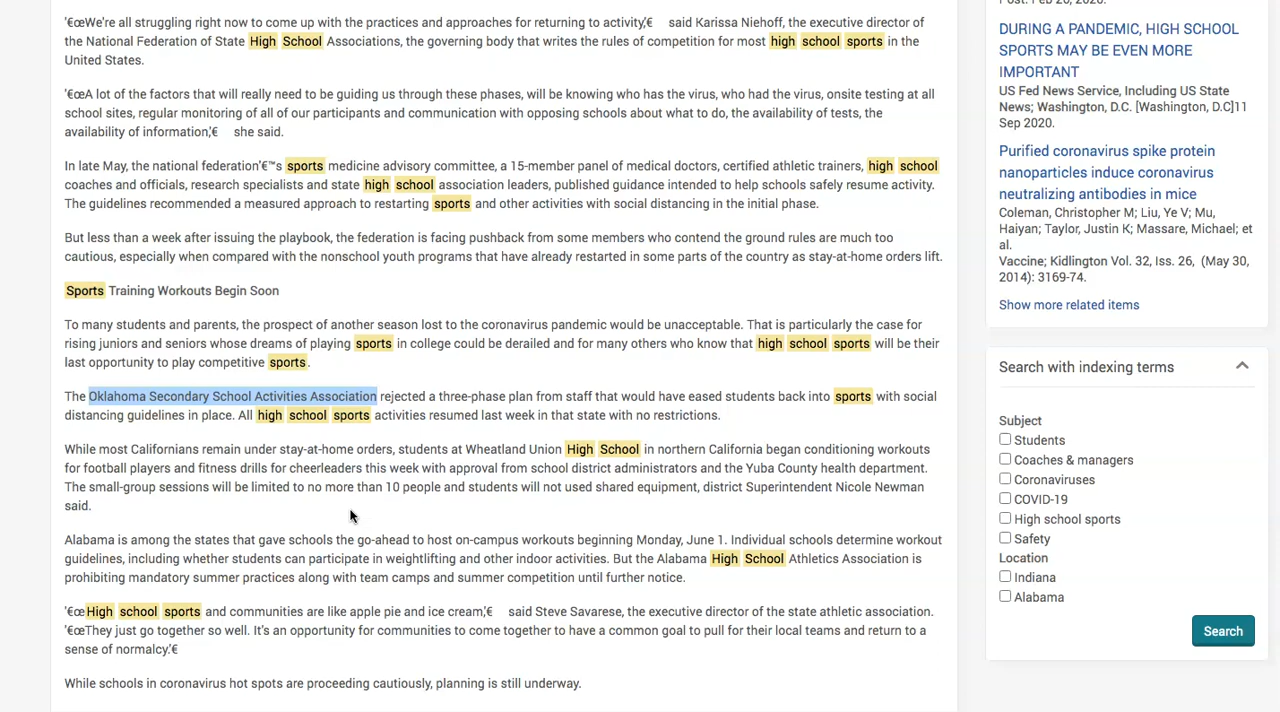 '€œWe're all struggling right now to come up with the practices and approaches for returning to activity,'€ said Karissa Niehoff, the executive director of
the National Federation of State High School Associations, the governing body that writes the rules of competition for most high school sports in the
United States.
'€œA lot of the factors that will really need to be guiding us through these phases, will be knowing who has the virus, who had the virus, onsite testing at all
school sites, regular monitoring of all of our participants and communication with opposing schools about what to do, the availability of tests, the
availability of information,'€ she said.
In late May, the national federation'€™s sports medicine advisory committee, a 15-member panel of medical doctors, certified athletic trainers, high school
coaches and officials, research specialists and state high school association leaders, published guidance intended to help schools safely resume activity.
The guidelines recommended a measured approach to restarting sports and other activities with social distancing in the initial phase.
But less than a week after issuing the playbook, the federation is facing pushback from some members who contend the ground rules are much too
cautious, especially when compared with the nonschool youth programs that have already restarted in some parts of the country as stay-at-home orders lift.
Sports Training Workouts Begin Soon
To many students and parents, the prospect of another season lost to the coronavirus pandemic would be unacceptable. That is particularly the case for
rising juniors and seniors whose dreams of playing sports in college could be derailed and for many others who know that high school sports will be their
last opportunity to play competitive sports.
The Oklahoma Secondary School Activities Association rejected a three-phase plan from staff that would have eased students back into sports with social
distancing guidelines in place. All high school sports activities resumed last week in that state with no restrictions.
While most Californians remain under stay-at-home orders, students at Wheatland Union High School in northern California began conditioning workouts
for football players and fitness drills for cheerleaders this week with approval from school district administrators and the Yuba County health department.
The small-group sessions will be limited to no more than 10 people and students will not used shared equipment, district Superintendent Nicole Newman
said.
Alabama is among the states that gave schools the go-ahead to host on-campus workouts beginning Monday, June 1. Individual schools determine workout
guidelines, including whether students can participate in weightlifting and other indoor activities. But the Alabama High School Athletics Association is
prohibiting mandatory summer practices along with team camps and summer competition until further notice.
'€œHigh school sports and communities are like apple pie and ice cream,'€ said Steve Savarese, the executive director of the state athletic association.
'€œThey just go together so well. It's an opportunity for communities to come together to have a common goal to pull for their local teams and return to a
sense of normalcy.'€
While schools in coronavirus hot spots are proceeding cautiously, planning is still underway.
Post. Feb 20, 2020.
DURING A PANDEMIC, HIGH SCHOOL
SPORTS MAY BE EVEN MORE
IMPORTANT
US Fed News Service, Including US State
News; Washington, D.C. [Washington, D.C]11
Sep 2020.
Purified coronavirus spike protein
nanoparticles induce coronavirus
neutralizing antibodies in mice
Coleman, Christopher M; Liu, Ye V; Mu,
Haiyan; Taylor, Justin K; Massare, Michael; et
al.
Vaccine; Kidlington Vol. 32, Iss. 26, (May 30,
2014): 3169-74.
Show more related items
Search with indexing terms
Subject
Students
Coaches & managers
Coronaviruses
COVID-19
High school sports
Safety
Location
Indiana
Alabama
Search